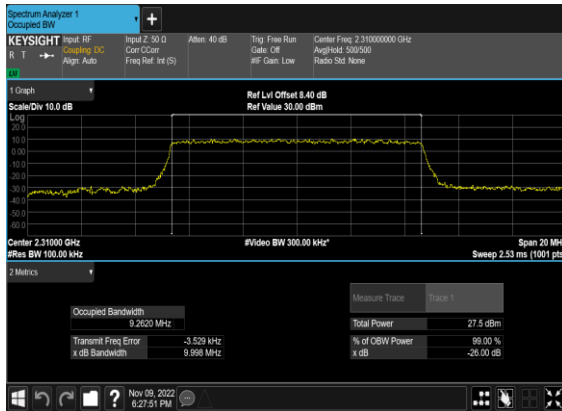 Spectrum Analyzer 1
Occupied BW
+
KEYSIGHT Input: RF Input Z: 50 Ω Atten: 40 dB Trig: Free Run Center Freq: 2.310000000 GHz
R T Coupling: DC Corr CCorr Gate: Off Avg|Hold: 500/500
Align: Auto Freq Ref: Int (S) #IF Gain: Low Radio Std: None
LXI
1 Graph
Ref Lvl Offset 8.40 dB
Scale/Div 10.0 dB Ref Value 30.00 dBm
Log
20.0
10.0
0.00
-10.0
-20.0
-30.0
-40.0
-50.0
-60.0
Center 2.31000 GHz #Video BW 300.00 kHz* Span 20 MH
#Res BW 100.00 kHz Sweep 2.53 ms (1001 pts
2 Metrics
Measure Trace Trace 1
Occupied Bandwidth
9.2620 MHz
Total Power 27.5 dBm
Transmit Freq Error -3.529 kHz % of OBW Power 99.00 %
x dB Bandwidth 9.998 MHz x dB -26.00 dB
?
Nov 09, 2022
6:27:51 PM